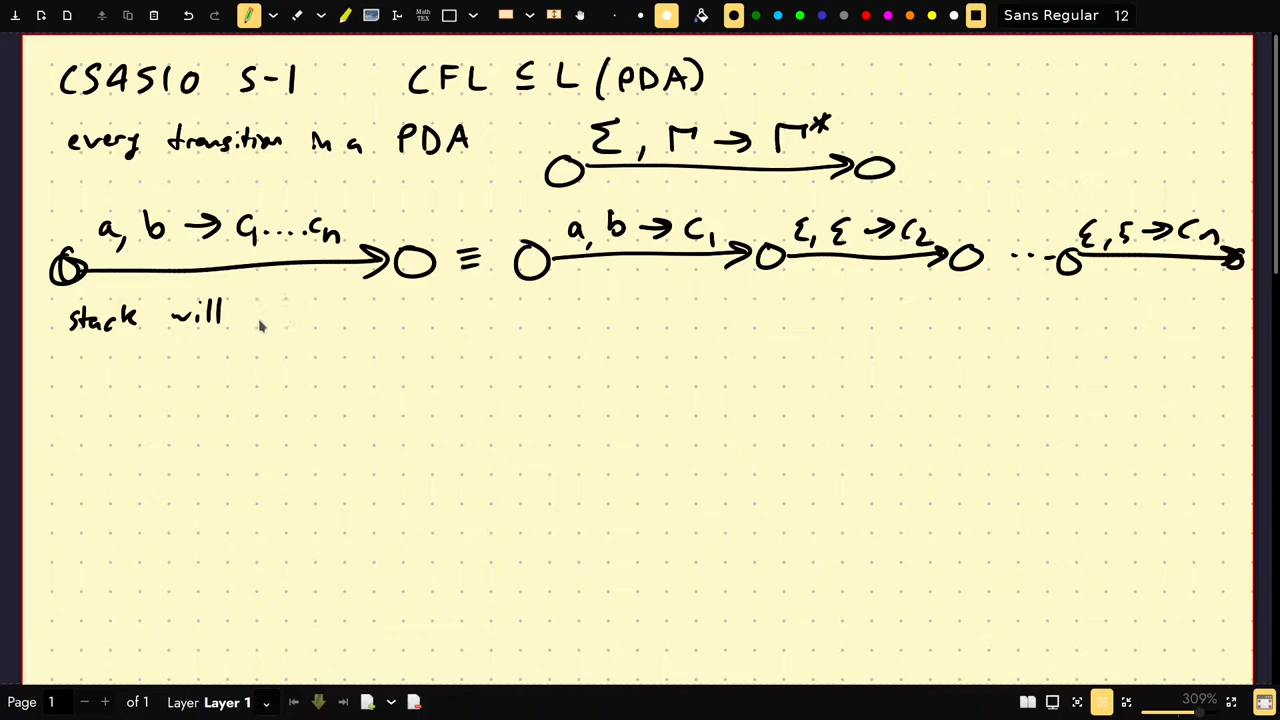 Sans Regular 12
CS4510 S-1 CFL ⊆ L(PDA)
every transition in a PDA Σ, Γ → Γ*
a, b → C1....Cn ≡ a, b → C1 ε, ε → C2 ... ε, ε → Cn
stack will
Page 1 of 1 Layer Layer 1 309%